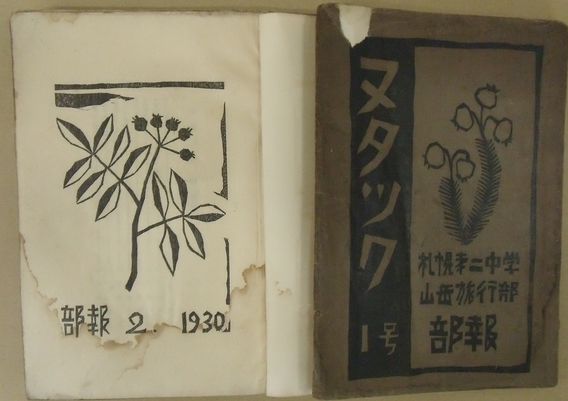 部報 2 1930
ヌタック
1号
札幌㐧二中学
山岳旅行部
部報